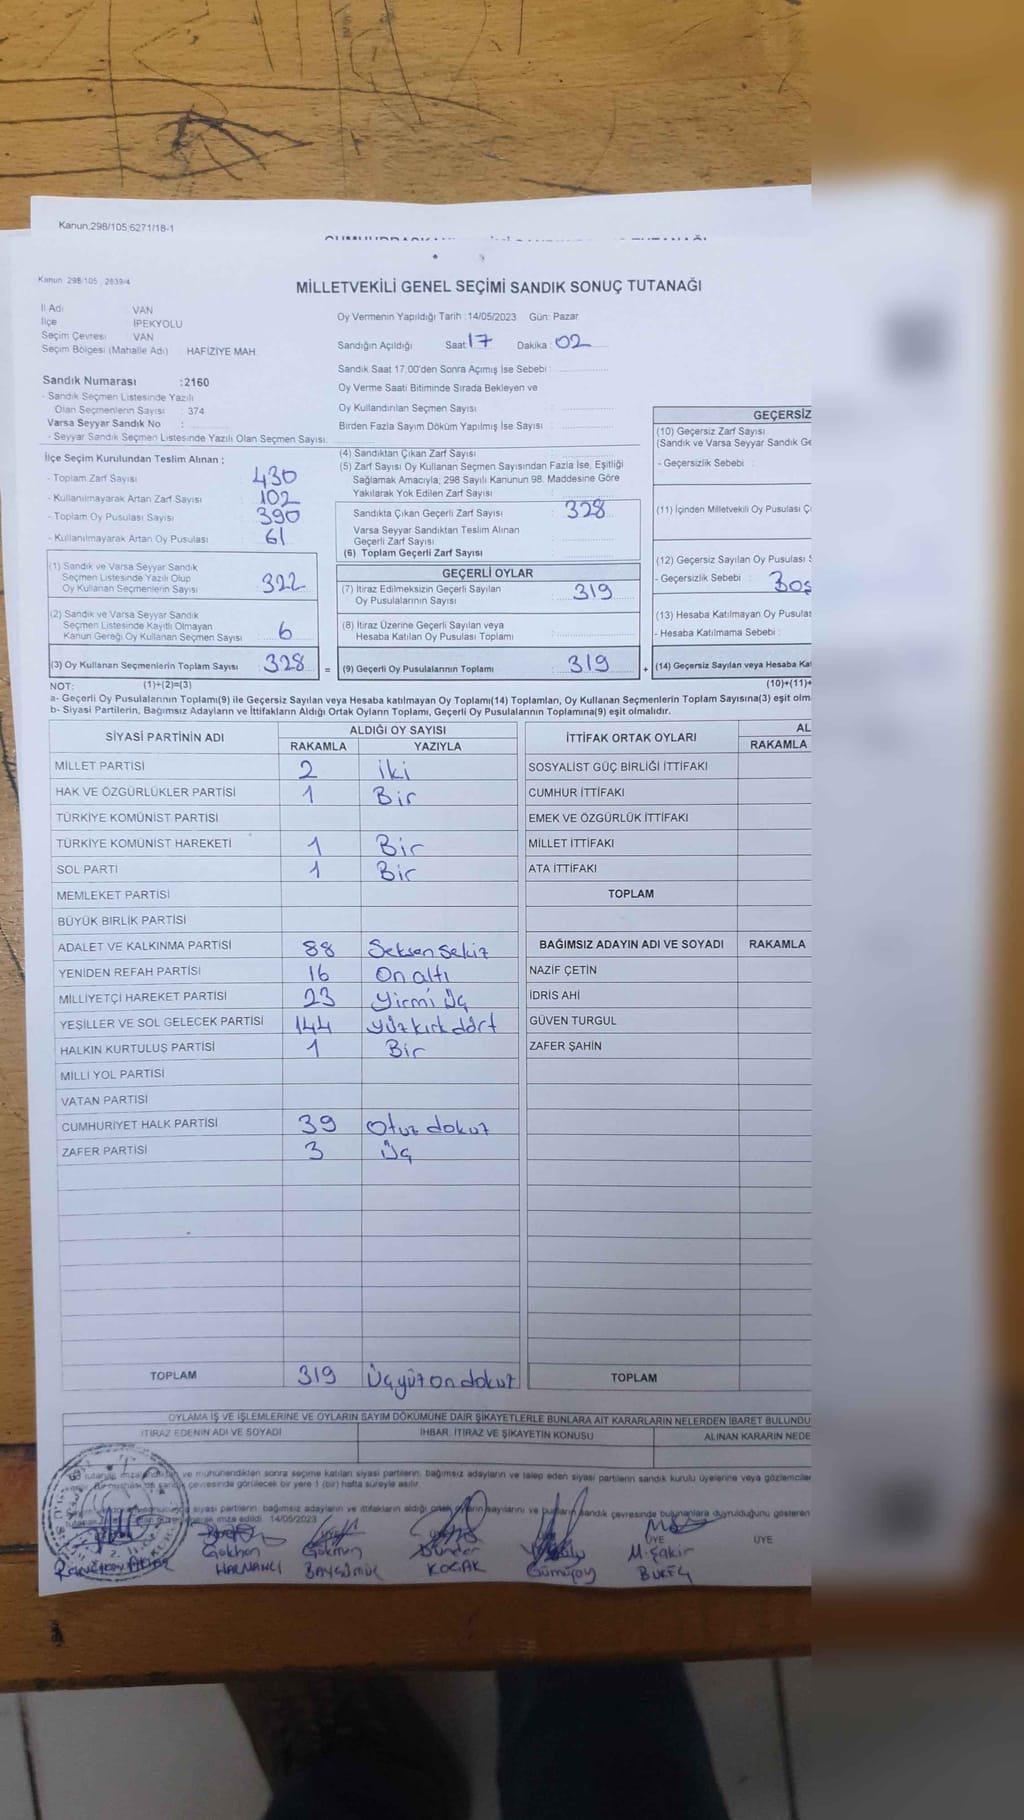 Kanun.298/105,6271/18-1
Kanun 298/105 , 2839/4
MİLLETVEKİLİ GENEL SEÇİMİ SANDIK SONUÇ TUTANAĞI
İl Adı VAN
İlçe İPEKYOLU
Seçim Çevresi VAN
Seçim Bölgesi (Mahalle Adı) HAFİZİYE MAH.
Oy Vermenin Yapıldığı Tarih :14/05/2023 Gün: Pazar
Sandığın Açıldığı Saat 17 Dakika : 02
Sandık Saat 17:00'den Sonra Açımış İse Sebebi :
Oy Verme Saati Bitiminde Sırada Bekleyen ve
Oy Kullandırılan Seçmen Sayısı :
Birden Fazla Sayım Döküm Yapılmış İse Sayısı :
Sandık Numarası :2160
- Sandık Seçmen Listesinde Yazılı
Olan Seçmenlerin Sayısı : 374
Varsa Seyyar Sandık No :
- Seyyar Sandık Seçmen Listesinde Yazılı Olan Seçmen Sayısı:
İlçe Seçim Kurulundan Teslim Alınan :
- Toplam Zarf Sayısı 430
- Kullanılmayarak Artan Zarf Sayısı 102
- Toplam Oy Pusulası Sayısı 390
- Kullanılmayarak Artan Oy Pusulası 61
(1) Sandık ve Varsa Seyyar Sandık
Seçmen Listesinde Yazılı Olup
Oy Kullanan Seçmenlerin Sayısı 322
(2) Sandık ve Varsa Seyyar Sandık
Seçmen Listesinde Kayıtlı Olmayan
Kanun Gereği Oy Kullanan Seçmen Sayısı 6
(3) Oy Kullanan Seçmenlerin Toplam Sayısı : 328 =
(4) Sandıktan Çıkan Zarf Sayısı :
(5) Zarf Sayısı Oy Kullanan Seçmen Sayısından Fazla İse, Eşitliği
Sağlamak Amacıyla; 298 Sayılı Kanunun 98. Maddesine Göre
Yakılarak Yok Edilen Zarf Sayısı :
Sandıkta Çıkan Geçerli Zarf Sayısı : 328
Varsa Seyyar Sandıktan Teslim Alınan
Geçerli Zarf Sayısı :
(6) Toplam Geçerli Zarf Sayısı :
GEÇERLİ OYLAR
(7) İtiraz Edilmeksizin Geçerli Sayılan
Oy Pusulalarının Sayısı : 319
(8) İtiraz Üzerine Geçerli Sayılan veya
Hesaba Katılan Oy Pusulası Toplamı :
(9) Geçerli Oy Pusulalarının Toplamı : 319 +
GEÇERSİZ
(10) Geçersiz Zarf Sayısı
(Sandık ve Varsa Seyyar Sandık Ge
- Geçersizlik Sebebi :
(11) İçinden Milletvekili Oy Pusulası Ç
(12) Geçersiz Sayılan Oy Pusulası S
- Geçersizlik Sebebi : Boş
(13) Hesaba Katılmayan Oy Pusulas
- Hesaba Katılmama Sebebi :
(14) Geçersiz Sayılan veya Hesaba Kat
NOT: (1)+(2)=(3) (10)+(11)+
a- Geçerli Oy Pusulalarının Toplamı(9) ile Geçersiz Sayılan veya Hesaba katılmayan Oy Toplamı(14) Toplamları, Oy Kullanan Seçmenlerin Toplam Sayısına(3) eşit olm
b- Siyasi Partilerin, Bağımsız Adayların ve İttifakların Aldığı Ortak Oyların Toplamı, Geçerli Oy Pusulalarının Toplamına(9) eşit olmalıdır.
SİYASİ PARTİNİN ADI ALDIĞI OY SAYISI
RAKAMLA YAZIYLA
MİLLET PARTİSİ 2 iki
HAK VE ÖZGÜRLÜKLER PARTİSİ 1 Bir
TÜRKİYE KOMÜNİST PARTİSİ
TÜRKİYE KOMÜNİST HAREKETİ 1 Bir
SOL PARTİ 1 Bir
MEMLEKET PARTİSİ
BÜYÜK BİRLİK PARTİSİ
ADALET VE KALKINMA PARTİSİ 88 Seksen sekiz
YENİDEN REFAH PARTİSİ 16 On altı
MİLLİYETÇİ HAREKET PARTİSİ 23 yirmi Üç
YEŞİLLER VE SOL GELECEK PARTİSİ 144 yüz kırk dört
HALKIN KURTULUŞ PARTİSİ 1 Bir
MİLLİ YOL PARTİSİ
VATAN PARTİSİ
CUMHURİYET HALK PARTİSİ 39 Otuz dokuz
ZAFER PARTİSİ 3 Üç
TOPLAM 319 Üçyüz on dokuz
İTTİFAK ORTAK OYLARI AL
RAKAMLA
SOSYALİST GÜÇ BİRLİĞİ İTTİFAKI
CUMHUR İTTİFAKI
EMEK VE ÖZGÜRLÜK İTTİFAKI
MİLLET İTTİFAKI
ATA İTTİFAKI
TOPLAM
BAĞIMSIZ ADAYIN ADI VE SOYADI RAKAMLA
NAZİF ÇETİN
İDRİS AHİ
GÜVEN TURGUL
ZAFER ŞAHİN
TOPLAM
OYLAMA İŞ VE İŞLEMLERİNE VE OYLARIN SAYIM DÖKÜMÜNE DAİR ŞİKAYETLERLE BUNLARA AİT KARARLARIN NELERDEN İBARET BULUNDU
İTİRAZ EDENİN ADI VE SOYADI İHBAR, İTİRAZ VE ŞİKAYETİN KONUSU ALINAN KARARIN NEDE
ve mühürlendikten sonra seçime katılan siyasi partilerin, bağımsız adayların ve talep eden siyasi partilerin sandık kurulu üyelerine veya gözlemciler
çevresinde görülecek bir yere 1 (bir) hafta süreyle asılır.
siyasi partilerin, bağımsız adayların ve ittifakların aldığı ortak oyların sayılarını ve bunların sandık çevresinde bulunanlara duyrulduğunu gösteren
imza edildi. 14/05/2023
ÜYE ÜYE
Gökhan Gökmen Dündar M. Şakir
HARMANCI KOÇAK